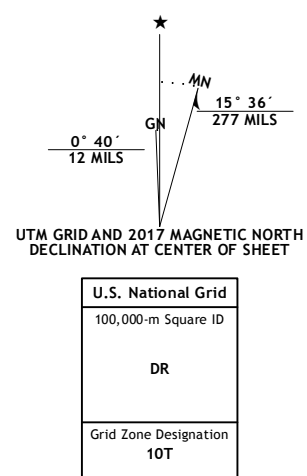 ★
MN
GN
15° 36´
277 MILS
0° 40´
12 MILS
UTM GRID AND 2017 MAGNETIC NORTH
DECLINATION AT CENTER OF SHEET
U.S. National Grid
100,000-m Square ID
DR
Grid Zone Designation
10T